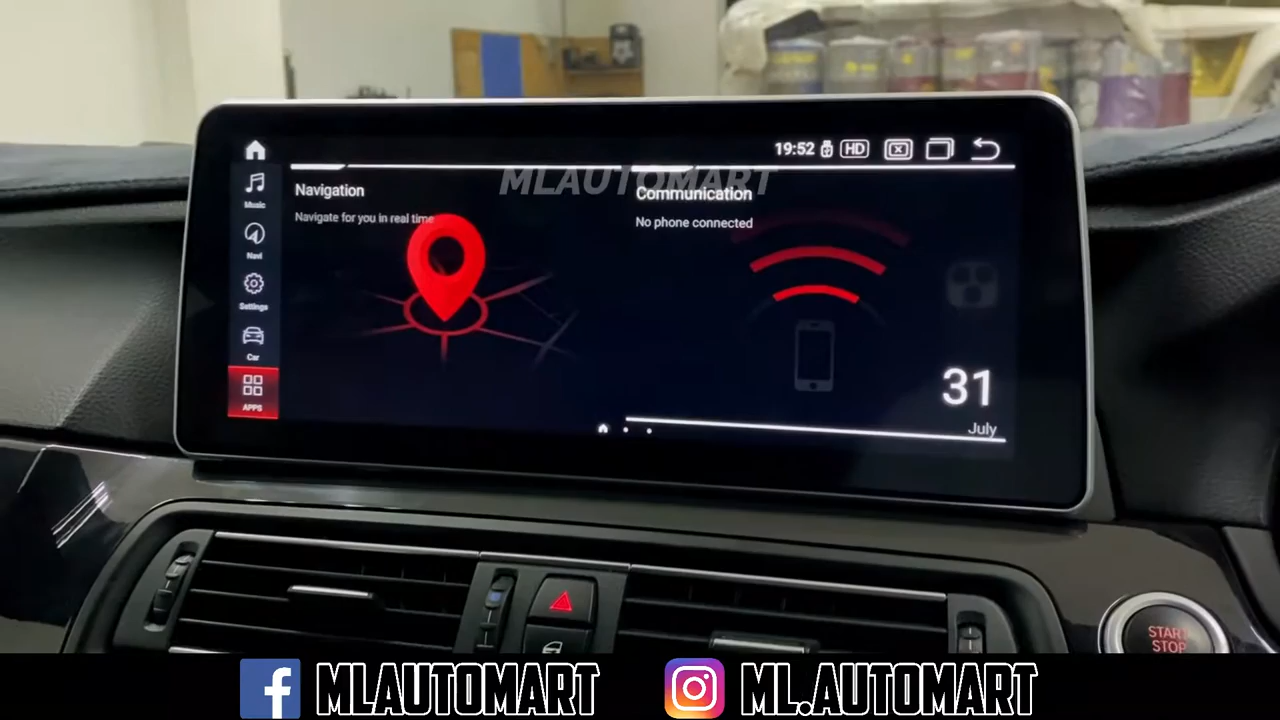 19:52 HD
MLAUTOMART
Music
Navi
Settings
Car
APPS
Navigation
Navigate for you in real time
Communication
No phone connected
31
July
START
STOP
f MLAUTOMART ML.AUTOMART